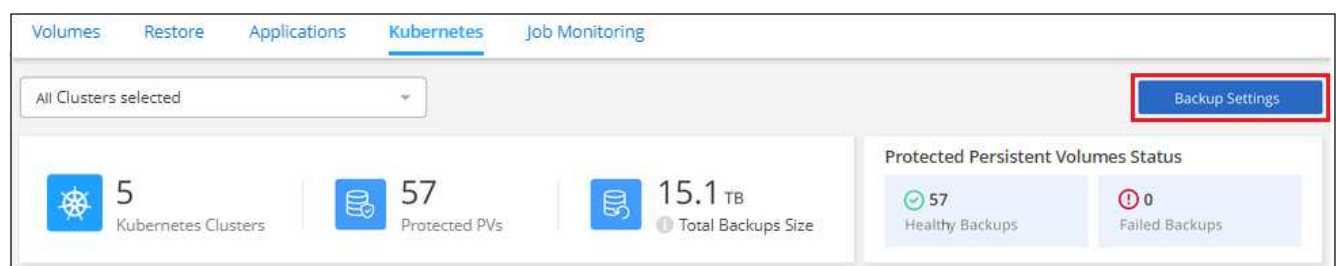 Volumes Restore Applications Kubernetes Job Monitoring
All Clusters selected
Backup Settings
5
Kubernetes Clusters
57
Protected PVs
15.1 TB
Total Backups Size
Protected Persistent Volumes Status
57
Healthy Backups
0
Failed Backups